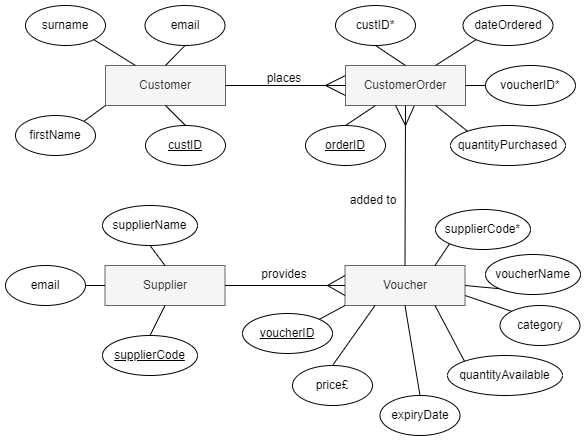 surname
email
custID*
dateOrdered
Customer
places
CustomerOrder
voucherID*
firstName
custID
orderID
quantityPurchased
added to
supplierName
supplierCode*
email
Supplier
provides
Voucher
voucherName
supplierCode
voucherID
category
price£
quantityAvailable
expiryDate